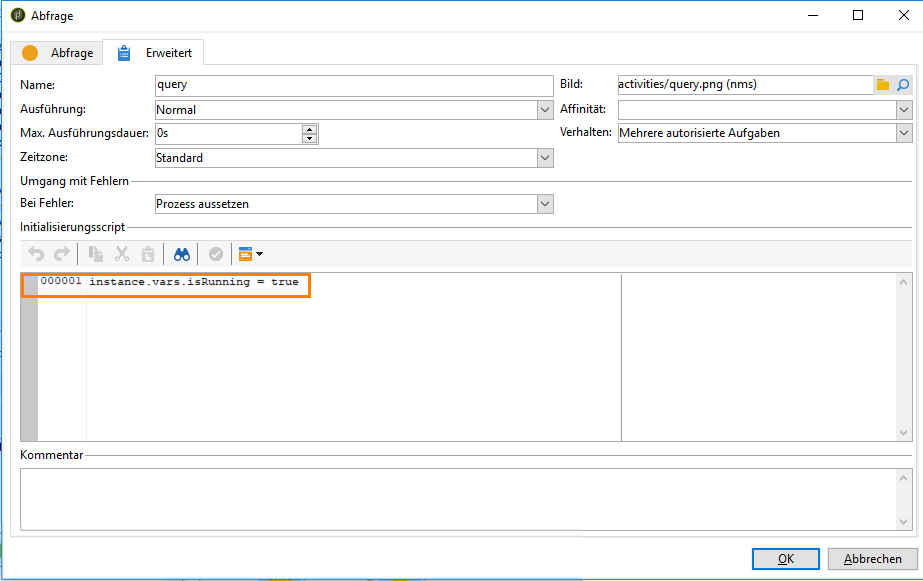 Abfrage
Abfrage Erweitert
Name: query Bild: activities/query.png (nms)
Ausführung: Normal Affinität:
Max. Ausführungsdauer: 0s Verhalten: Mehrere autorisierte Aufgaben
Zeitzone: Standard
Umgang mit Fehlern
Bei Fehler: Prozess aussetzen
Initialisierungsscript
000001 instance.vars.isRunning = true
Kommentar
OK Abbrechen